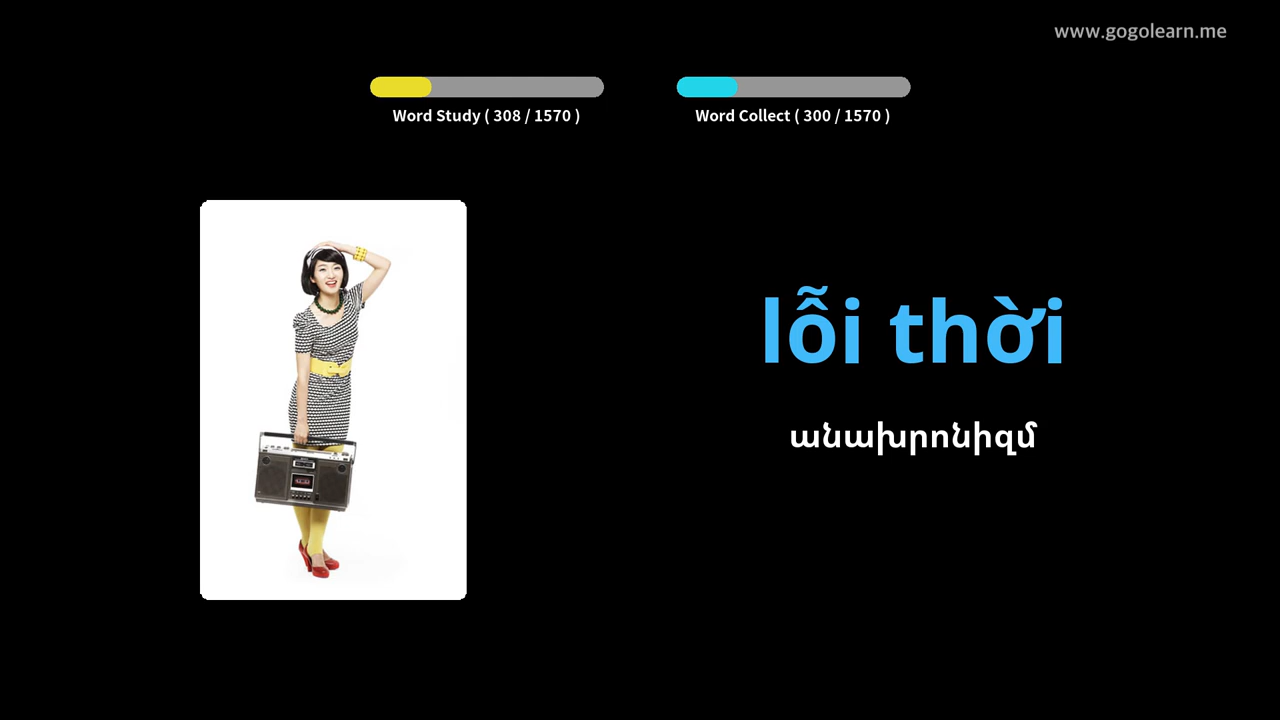 www.gogolearn.me
Word Study ( 308 / 1570 )
Word Collect ( 300 / 1570 )
lỗi thời
անախրոնիզմ